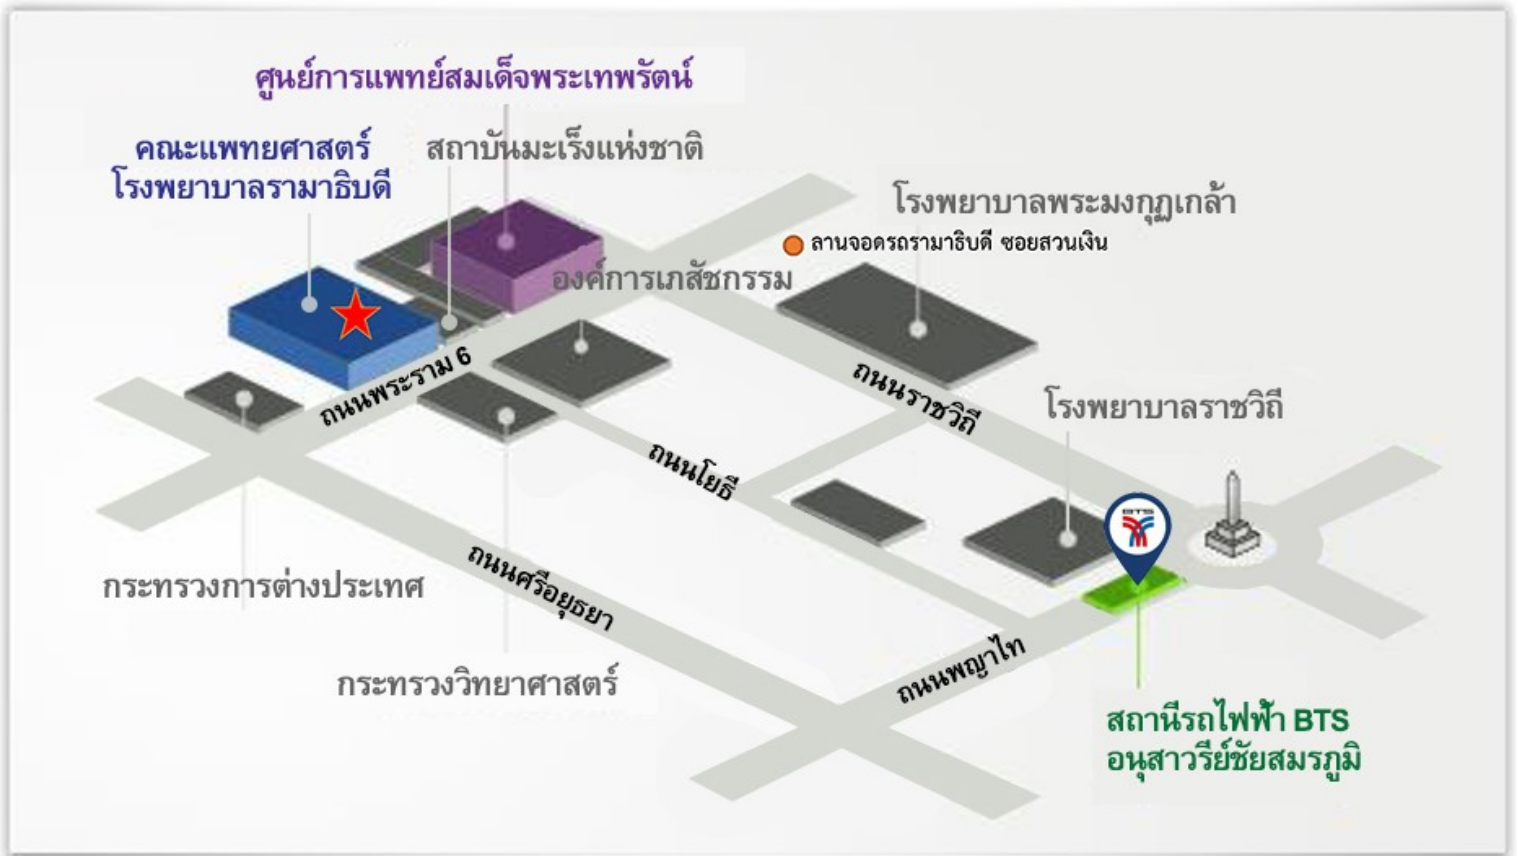 ศูนย์การแพทย์สมเด็จพระเทพรัตน์
คณะแพทยศาสตร์
โรงพยาบาลรามาธิบดี
สถาบันมะเร็งแห่งชาติ
โรงพยาบาลพระมงกุฎเกล้า
ลานจอดรถรามาธิบดี ซอยสวนเงิน
องค์การเภสัชกรรม
ถนนพระราม 6
ถนนราชวิถี
โรงพยาบาลราชวิถี
ถนนโยธี
BTS
ถนนศรีอยุธยา
กระทรวงการต่างประเทศ
ถนนพญาไท
กระทรวงวิทยาศาสตร์
สถานีรถไฟฟ้า BTS
อนุสาวรีย์ชัยสมรภูมิ